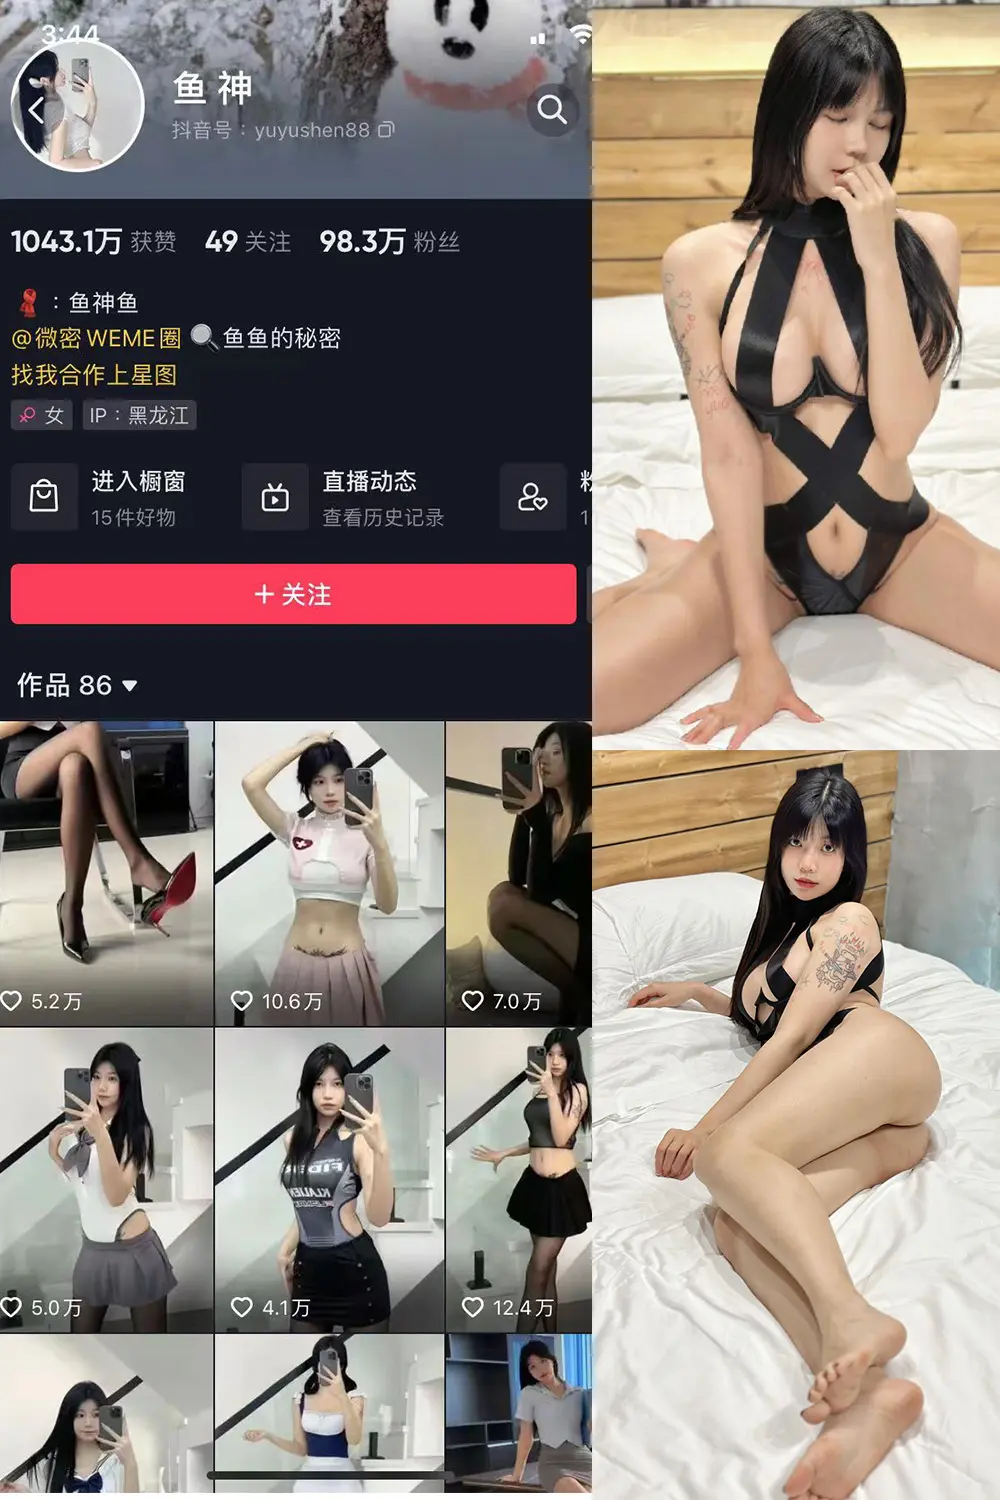 3:44
鱼 神
抖音号：yuyushen88
1043.1万 获赞 49 关注 98.3万 粉丝
：鱼神鱼
@微密 WEME圈 鱼鱼的秘密
找我合作上星图
女 IP：黑龙江
进入橱窗
15件好物
直播动态
查看历史记录
1
+ 关注
作品 86
5.2万
10.6万
7.0万
5.0万
4.1万
12.4万